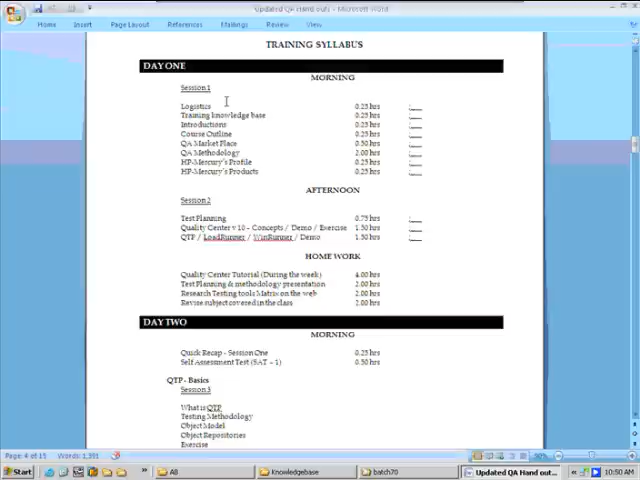 Updated QA Hand out - Microsoft Word
Home Insert Page Layout References Mailings Review View
TRAINING SYLLABUS
DAY ONE
MORNING
Session 1
Logistics 0.25 hrs
Training knowledge base 0.25 hrs
Introductions 0.25 hrs
Course Outline 0.25 hrs
QA Market Place 0.50 hrs
QA Methodology 2.00 hrs
HP-Mercury's Profile 0.25 hrs
HP-Mercury's Products 0.25 hrs
AFTERNOON
Session 2
Test Planning 0.75 hrs
Quality Center v 10 - Concepts / Demo / Exercise 1.50 hrs
QTP / LoadRunner / WinRunner / Demo 1.50 hrs
HOME WORK
Quality Center Tutorial (During the week) 4.00 hrs
Test Planning & methodology presentation 2.00 hrs
Research Testing tools Matrix on the web 2.00 hrs
Revise subject covered in the class 2.00 hrs
DAY TWO
MORNING
Quick Recap - Session One 0.25 hrs
Self Assessment Test (SAT - 1) 0.50 hrs
QTP - Basics
Session 3
What is QTP
Testing Methodology
Object Model
Object Repositories
Exercise
Page: 4 of 15 Words: 1,391 90%
Start A8 Knowledgebase batch70 Updated QA Hand out... 10:50 AM